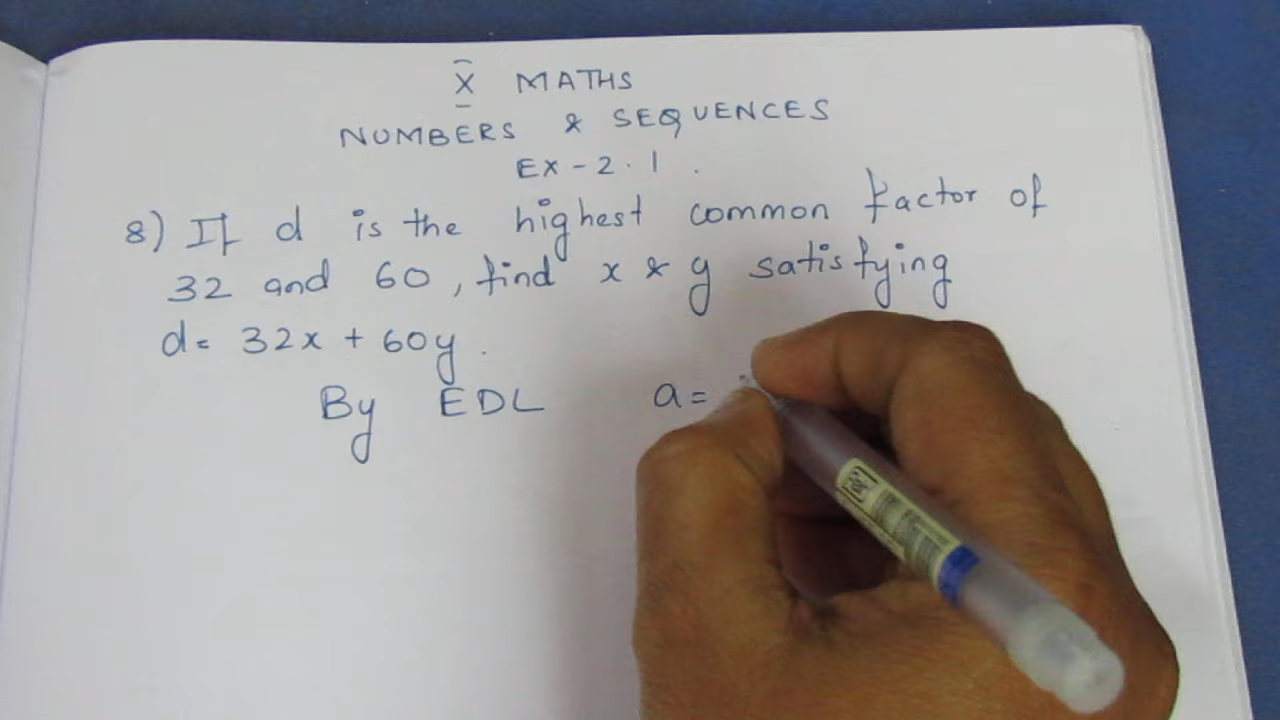 X MATHS
NUMBERS & SEQUENCES
EX-2.1.
8) If d is the highest common factor of
32 and 60, find x & y satisfying
d= 32x + 60y.
By EDL a=